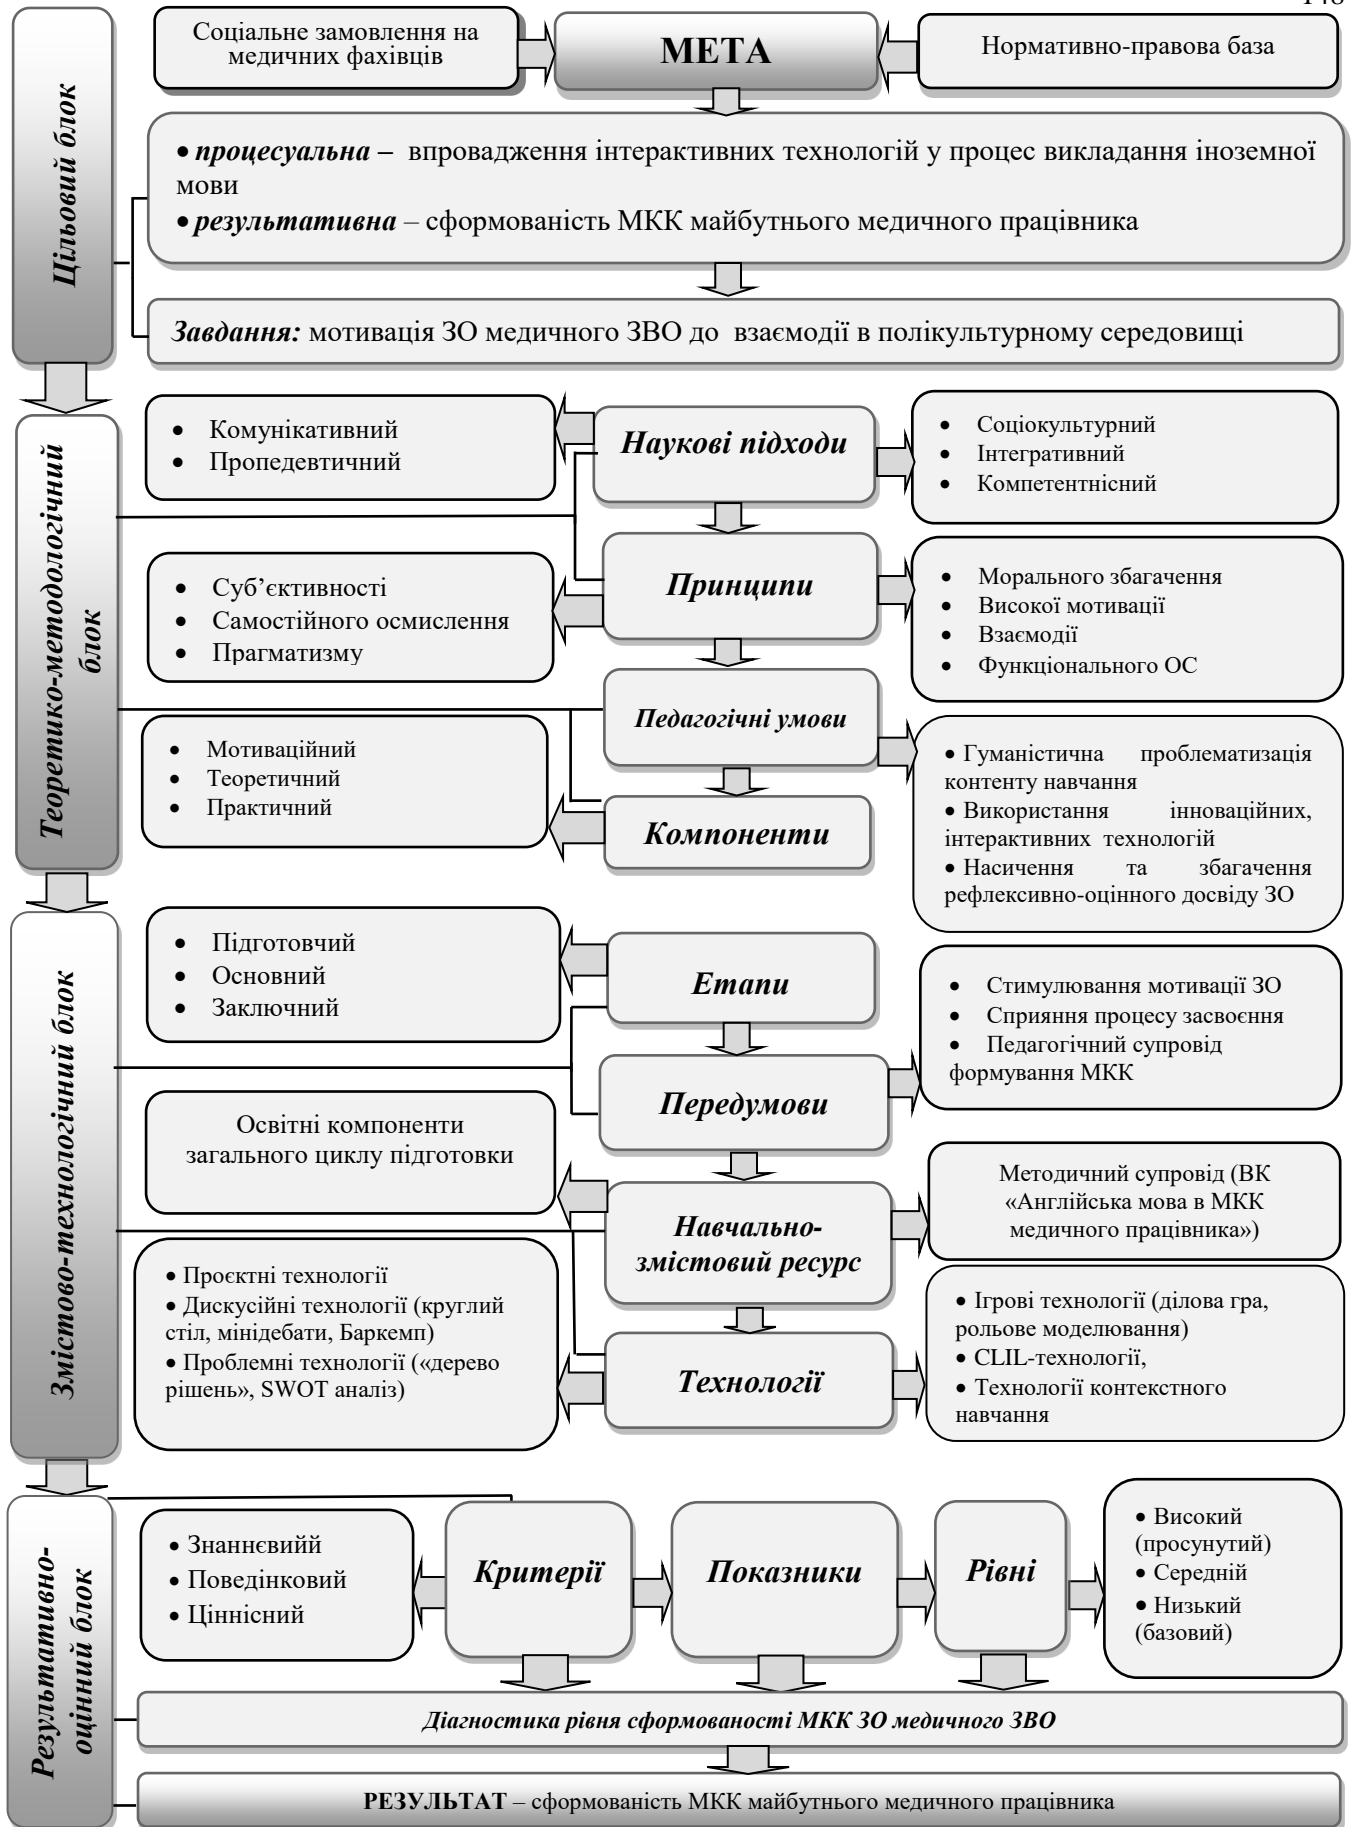 Соціальне замовлення на
медичних фахівців
МЕТА
Нормативно-правова база
Цільовий блок
• процесуальна – впровадження інтерактивних технологій у процес викладання іноземної
мови
• результативна – сформованість МКК майбутнього медичного працівника
Завдання: мотивація ЗО медичного ЗВО до взаємодії в полікультурному середовищі
Теоретико-методологічний
блок
• Комунікативний
• Пропедевтичний
Наукові підходи
• Соціокультурний
• Інтегративний
• Компетентнісний
• Суб’єктивності
• Самостійного осмислення
• Прагматизму
Принципи
• Морального збагачення
• Високої мотивації
• Взаємодії
• Функціонального ОС
Педагогічні умови
• Гуманістична проблематизація
контенту навчання
• Використання інноваційних,
інтерактивних технологій
• Насичення та збагачення
рефлексивно-оцінного досвіду ЗО
• Мотиваційний
• Теоретичний
• Практичний
Компоненти
Змістово-технологічний блок
• Підготовчий
• Основний
• Заключний
Етапи
• Стимулювання мотивації ЗО
• Сприяння процесу засвоєння
• Педагогічний супровід
формування МКК
Передумови
Освітні компоненти
загального циклу підготовки
Навчально-
змістовий ресурс
Методичний супровід (ВК
«Англійська мова в МКК
медичного працівника»)
• Проєктні технології
• Дискусійні технології (круглий
стіл, мінідебати, Баркемп)
• Проблемні технології («дерево
рішень», SWOT аналіз)
Технології
• Ігрові технології (ділова гра,
рольове моделювання)
• CLIL-технології,
• Технології контекстного
навчання
Результативно-
оцінний блок
• Знаннєвийй
• Поведінковий
• Ціннісний
Критерії
Показники
Рівні
• Високий
(просунутий)
• Середній
• Низький
(базовий)
Діагностика рівня сформованості МКК ЗО медичного ЗВО
РЕЗУЛЬТАТ – сформованість МКК майбутнього медичного працівника